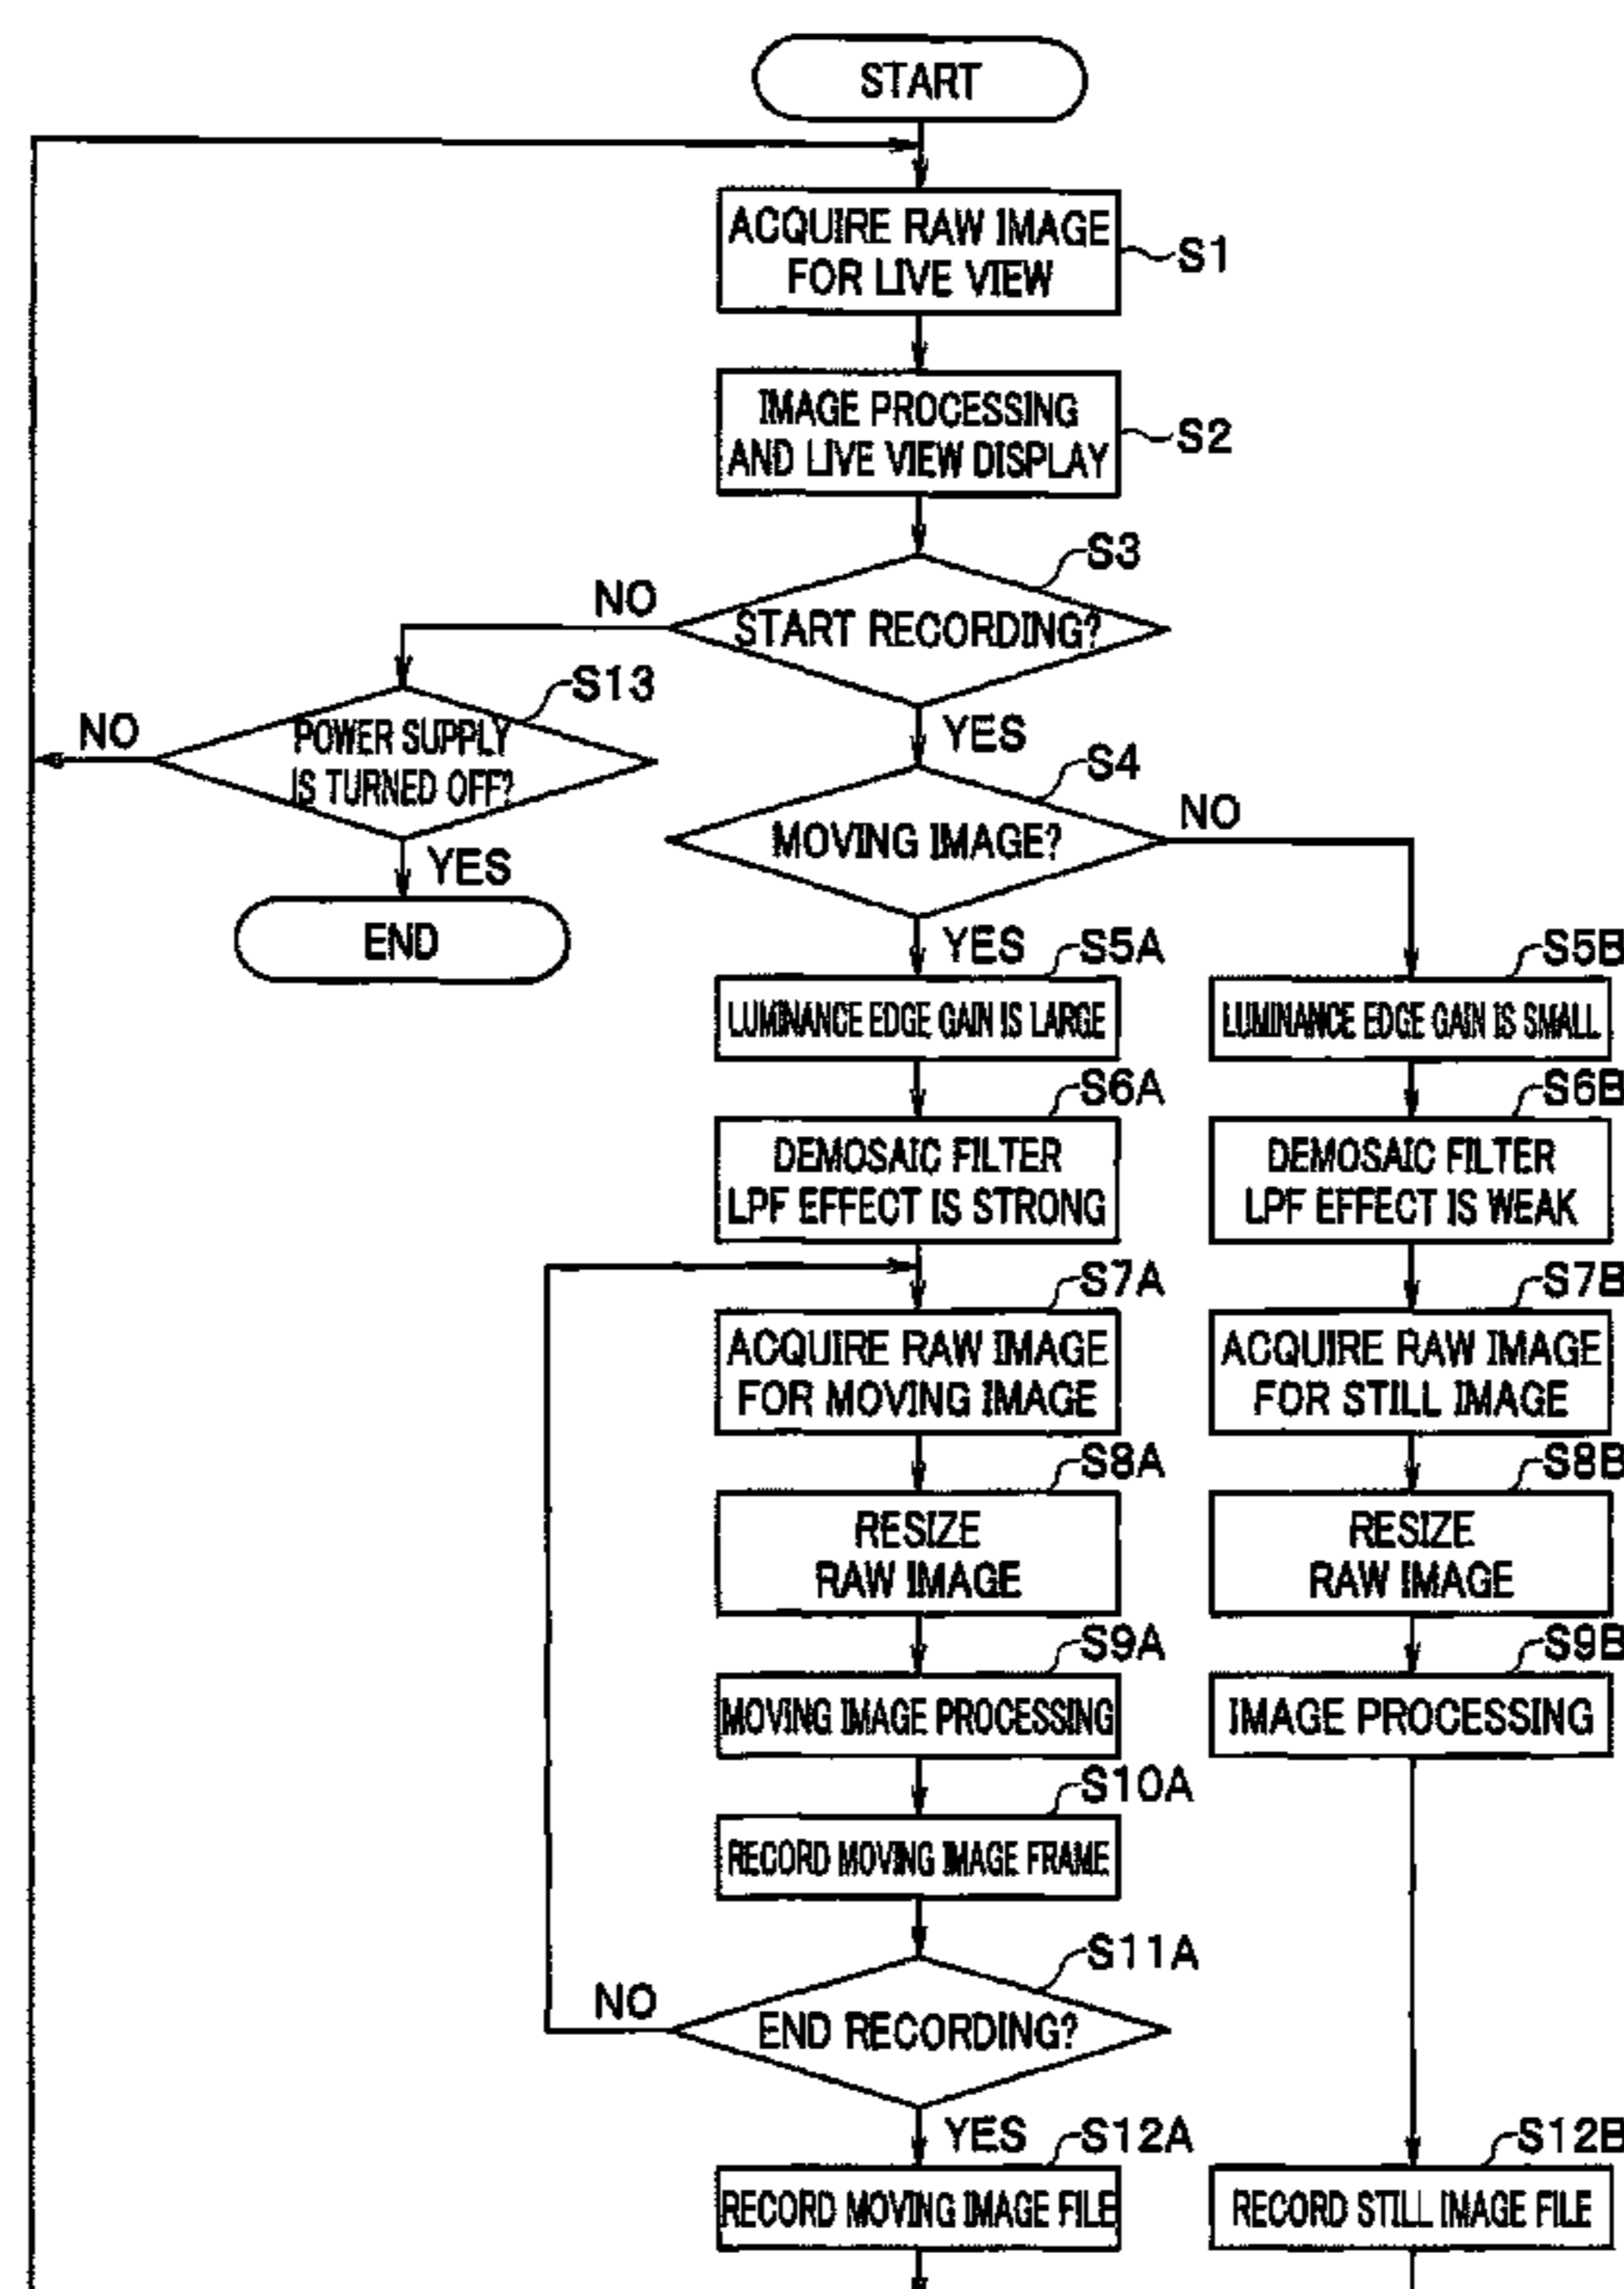 START
ACQUIRE RAW IMAGE
FOR LIVE VIEW
S1
IMAGE PROCESSING
AND LIVE VIEW DISPLAY
S2
S3
NO
START RECORDING?
S13
NO
POWER SUPPLY
IS TURNED OFF?
YES
S4
NO
MOVING IMAGE?
YES
END
YES
S5A
S5B
LUMINANCE EDGE GAIN IS LARGE
LUMINANCE EDGE GAIN IS SMALL
S6A
S6B
DEMOSAIC FILTER
LPF EFFECT IS STRONG
DEMOSAIC FILTER
LPF EFFECT IS WEAK
S7A
S7B
ACQUIRE RAW IMAGE
FOR MOVING IMAGE
ACQUIRE RAW IMAGE
FOR STILL IMAGE
S8A
S8B
RESIZE
RAW IMAGE
RESIZE
RAW IMAGE
S9A
S9B
MOVING IMAGE PROCESSING
IMAGE PROCESSING
S10A
RECORD MOVING IMAGE FRAME
S11A
NO
END RECORDING?
YES
S12A
S12B
RECORD MOVING IMAGE FILE
RECORD STILL IMAGE FILE